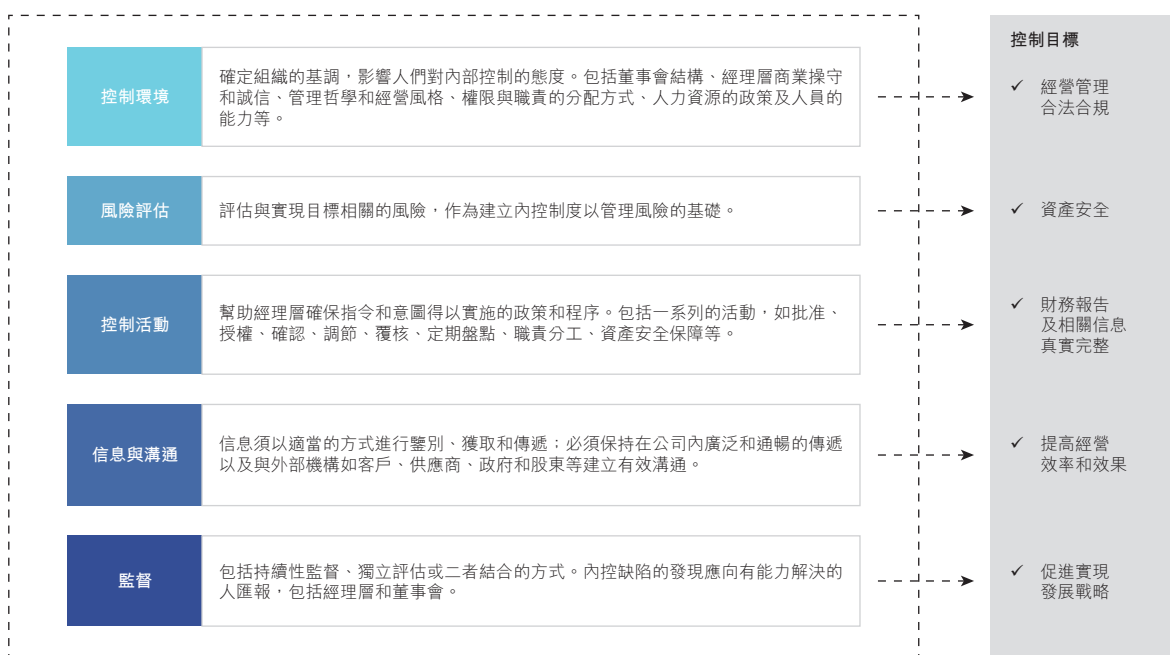 控制環境
確定組織的基調，影響人們對內部控制的態度。包括董事會結構、經理層商業操守
和誠信、管理哲學和經營風格、權限與職責的分配方式、人力資源的政策及人員的
能力等。
風險評估
評估與實現目標相關的風險，作為建立內控制度以管理風險的基礎。
控制活動
幫助經理層確保指令和意圖得以實施的政策和程序。包括一系列的活動，如批准、
授權、確認、調節、覆核、定期盤點、職責分工、資產安全保障等。
信息與溝通
信息須以適當的方式進行鑒別、獲取和傳遞；必須保持在公司內廣泛和通暢的傳遞
以及與外部機構如客戶、供應商、政府和股東等建立有效溝通。
監督
包括持續性監督、獨立評估或二者結合的方式。內控缺陷的發現應向有能力解決的
人匯報，包括經理層和董事會。
控制目標
✓ 經營管理
合法合規
✓ 資產安全
✓ 財務報告
及相關信息
真實完整
✓ 提高經營
效率和效果
✓ 促進實現
發展戰略